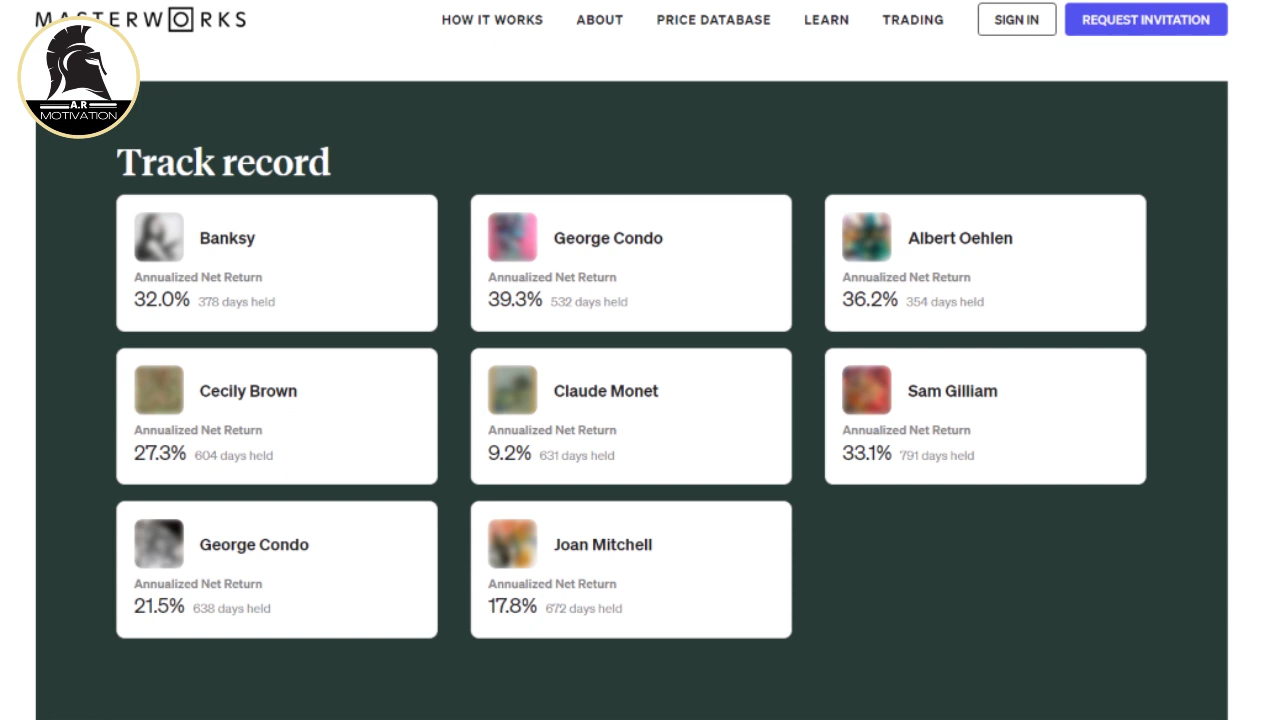 MASTERWORKS
HOW IT WORKS ABOUT PRICE DATABASE LEARN TRADING SIGN IN REQUEST INVITATION
A.R
MOTIVATION
Track record
Banksy
Annualized Net Return
32.0% 378 days held
George Condo
Annualized Net Return
39.3% 532 days held
Albert Oehlen
Annualized Net Return
36.2% 354 days held
Cecily Brown
Annualized Net Return
27.3% 604 days held
Claude Monet
Annualized Net Return
9.2% 631 days held
Sam Gilliam
Annualized Net Return
33.1% 791 days held
George Condo
Annualized Net Return
21.5% 638 days held
Joan Mitchell
Annualized Net Return
17.8% 672 days held